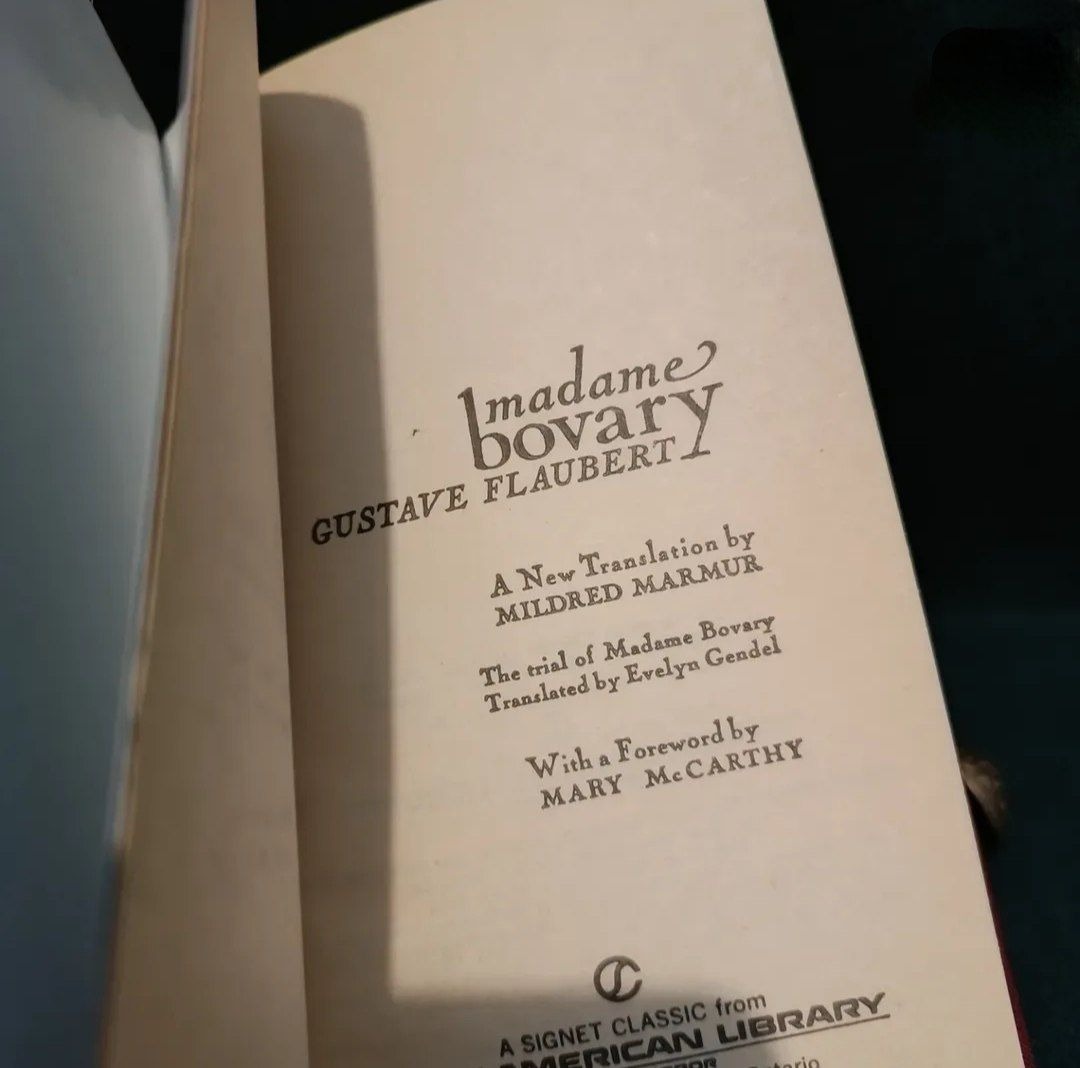 madame
bovary
GUSTAVE FLAUBERT
A New Translation by
MILDRED MARMUR
The trial of Madame Bovary
Translated by Evelyn Gendel
With a Foreword by
MARY McCARTHY
A SIGNET CLASSIC from
AMERICAN LIBRARY